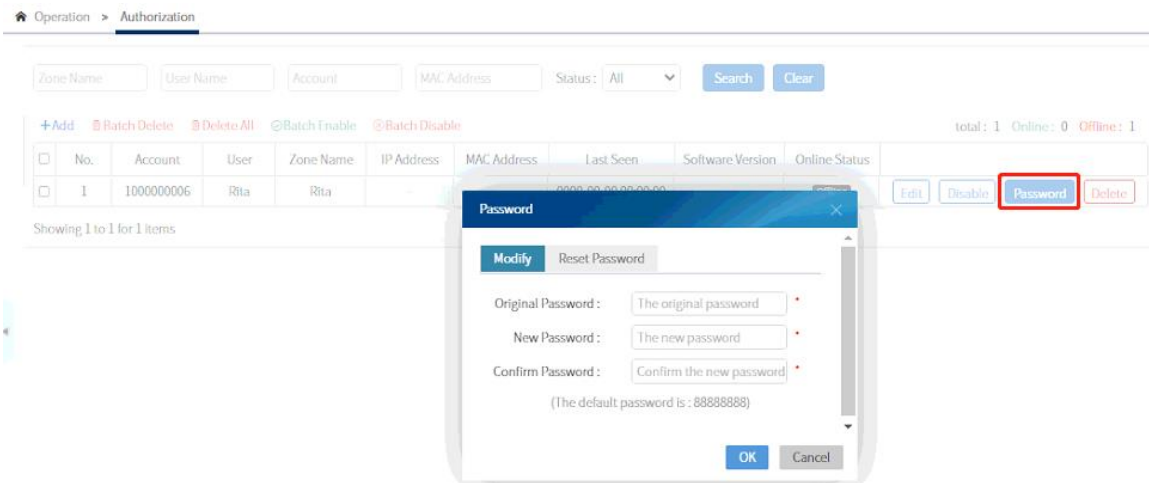 Operation > Authorization
Zone Name User Name Account MAC Address Status : All Search Clear
+Add Batch Delete Delete All Batch Enable Batch Disable total : 1 Online : 0 Offline : 1
No. Account User Zone Name IP Address MAC Address Last Seen Software Version Online Status
1 1000000006 Rita Rita - Edit Disable Password Delete
Showing 1 to 1 for 1 items
Password
Modify Reset Password
Original Password : The original password *
New Password : The new password *
Confirm Password : Confirm the new password *
(The default password is : 88888888)
OK Cancel